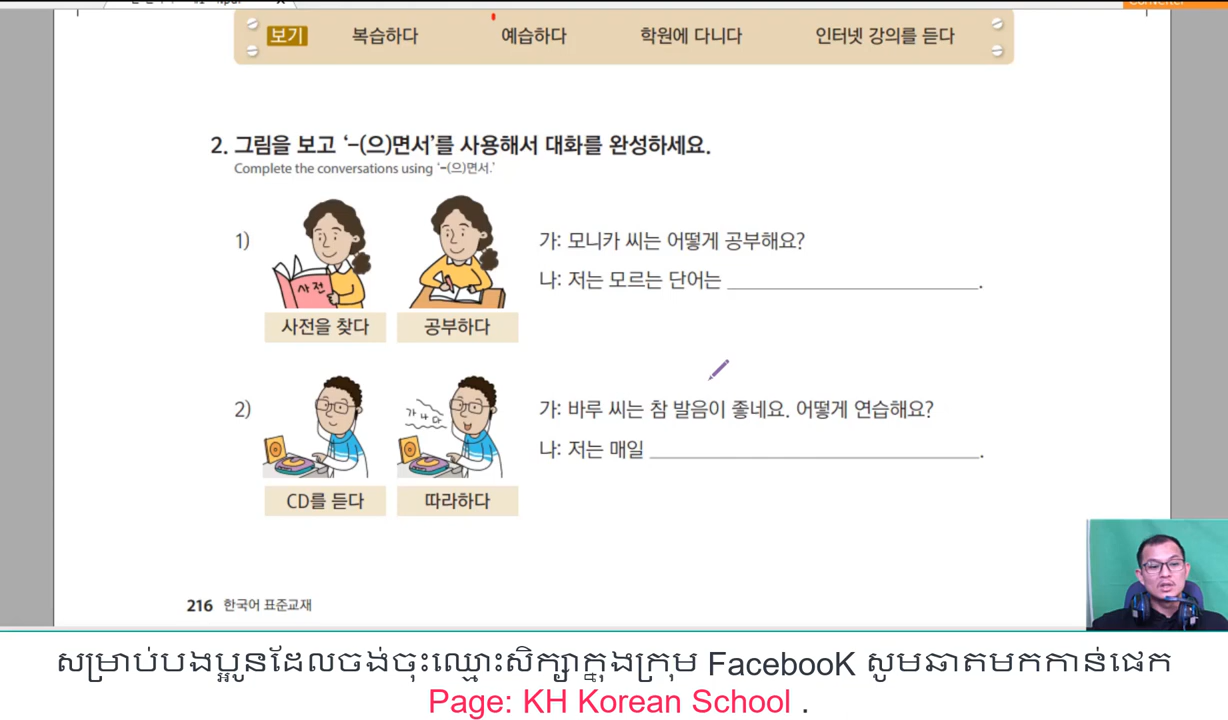 보기 복습하다 예습하다 학원에 다니다 인터넷 강의를 듣다
2. 그림을 보고 ‘–(으)면서’를 사용해서 대화를 완성하세요.
Complete the conversations using ‘–(으)면서.’
1)
가: 모니카 씨는 어떻게 공부해요?
나: 저는 모르는 단어는 .
사전
사전을 찾다 공부하다
2)
가: 바루 씨는 참 발음이 좋네요. 어떻게 연습해요?
가 나 다
나: 저는 매일 .
CD를 듣다 따라하다
216 한국어 표준교재
សម្រាប់បងប្អូនដែលចង់ចុះឈ្មោះសិក្សាក្នុងក្រុម FacebooK សូមឆាតមកកាន់ផេក
Page: KH Korean School .